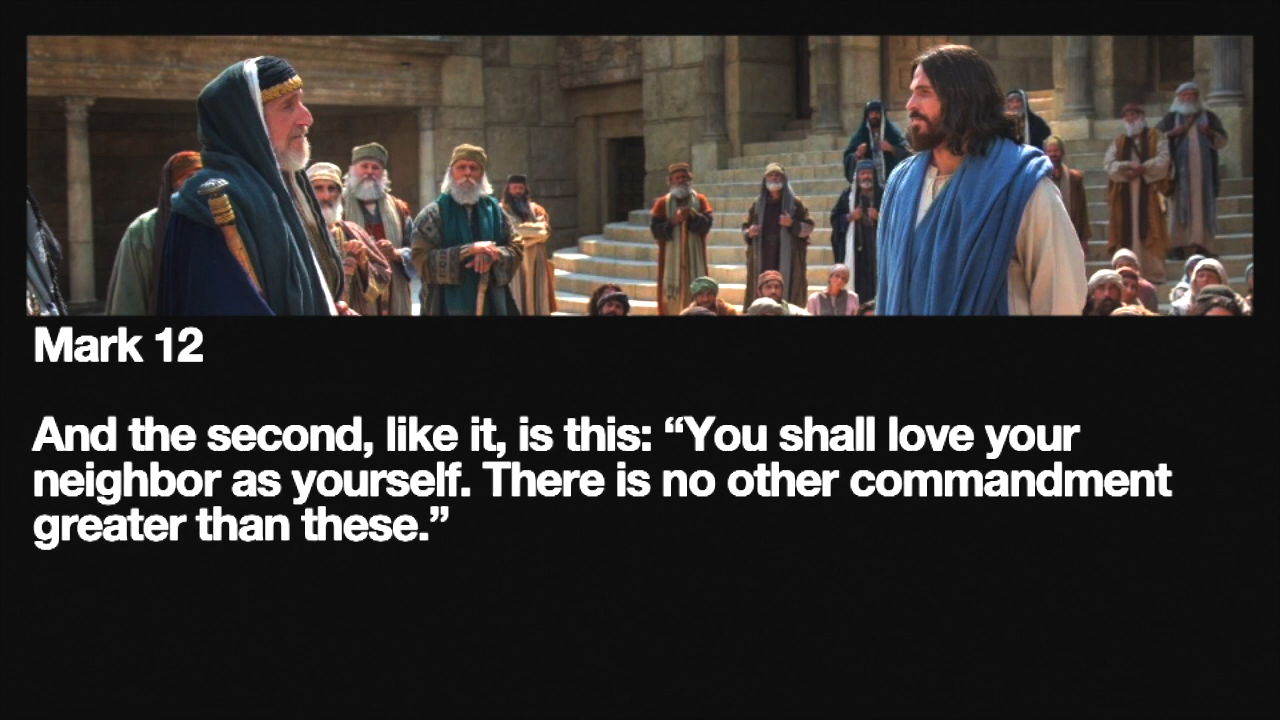 Mark 12
And the second, like it, is this: “You shall love your
neighbor as yourself. There is no other commandment
greater than these.”